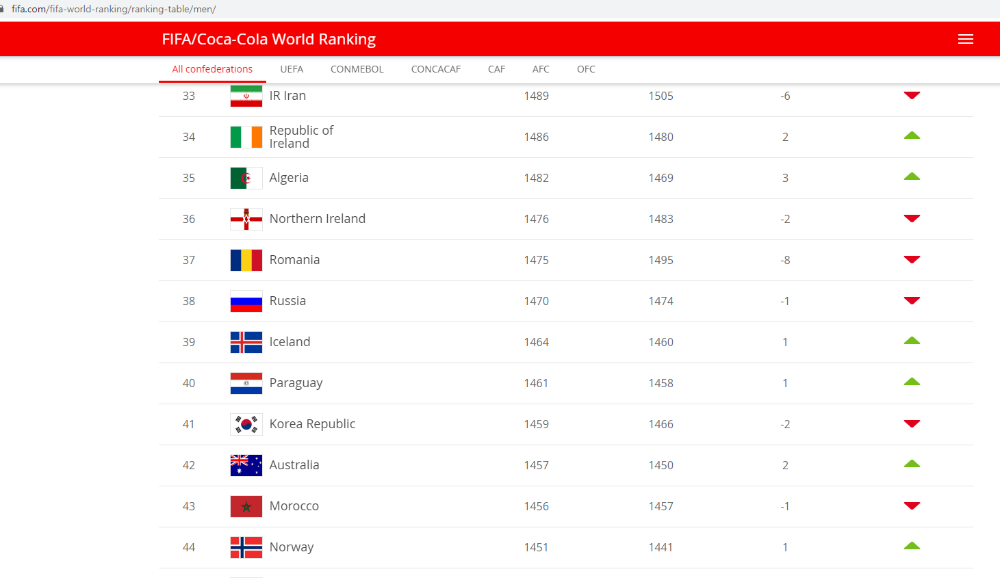 fifa.com/fifa-world-ranking/ranking-table/men/
FIFA/Coca-Cola World Ranking
All confederations UEFA CONMEBOL CONCACAF CAF AFC OFC
33 IR Iran 1489 1505 -6
34 Republic of
Ireland 1486 1480 2
35 Algeria 1482 1469 3
36 Northern Ireland 1476 1483 -2
37 Romania 1475 1495 -8
38 Russia 1470 1474 -1
39 Iceland 1464 1460 1
40 Paraguay 1461 1458 1
41 Korea Republic 1459 1466 -2
42 Australia 1457 1450 2
43 Morocco 1456 1457 -1
44 Norway 1451 1441 1